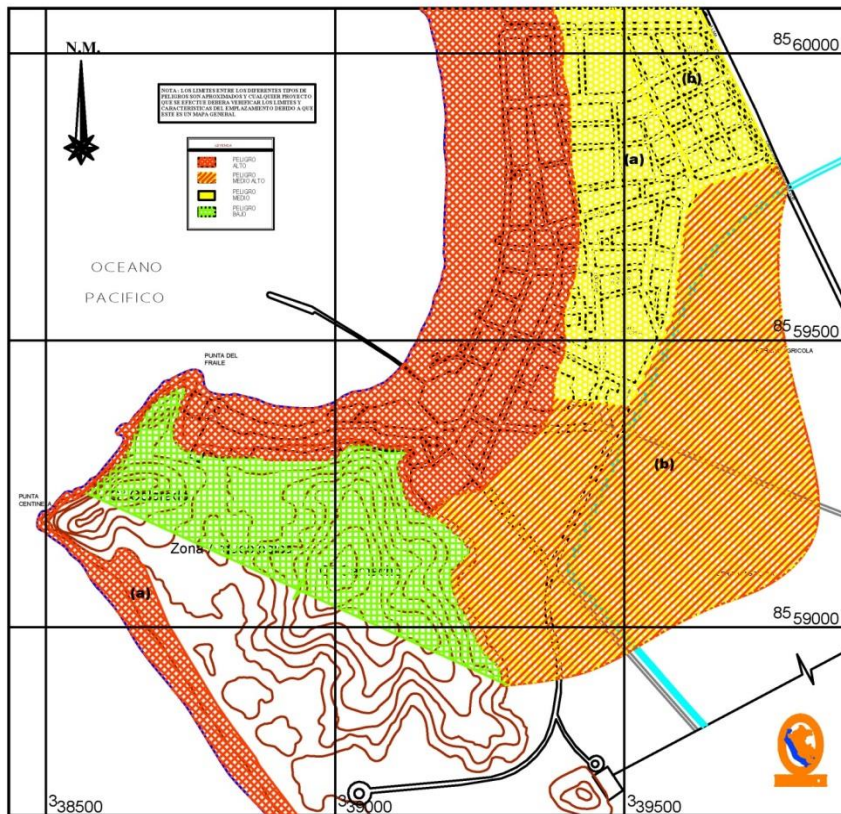 N.M.
NOTA : LOS LIMITES ENTRE LOS DIFERENTES TIPOS DE
PELIGROS SON APROXIMADOS Y CUALQUIER PROYECTO
QUE SE EFECTUE DEBERA VERIFICAR LOS LIMITES Y
CARACTERISTICAS DEL EMPLAZAMIENTO DEBIDO A QUE
ESTE ES UN MAPA GENERAL
PELIGRO
ALTO
PELIGRO
MEDIO ALTO
PELIGRO
MEDIO
PELIGRO
BAJO
OCEANO
PACIFICO
8560000
(b)
(a)
8559500
PUNTA DEL
FRAILE
GRICOLA
(b)
PUNTA
CENTINELA
Zona
(a)
8559000
338500
339000
339500